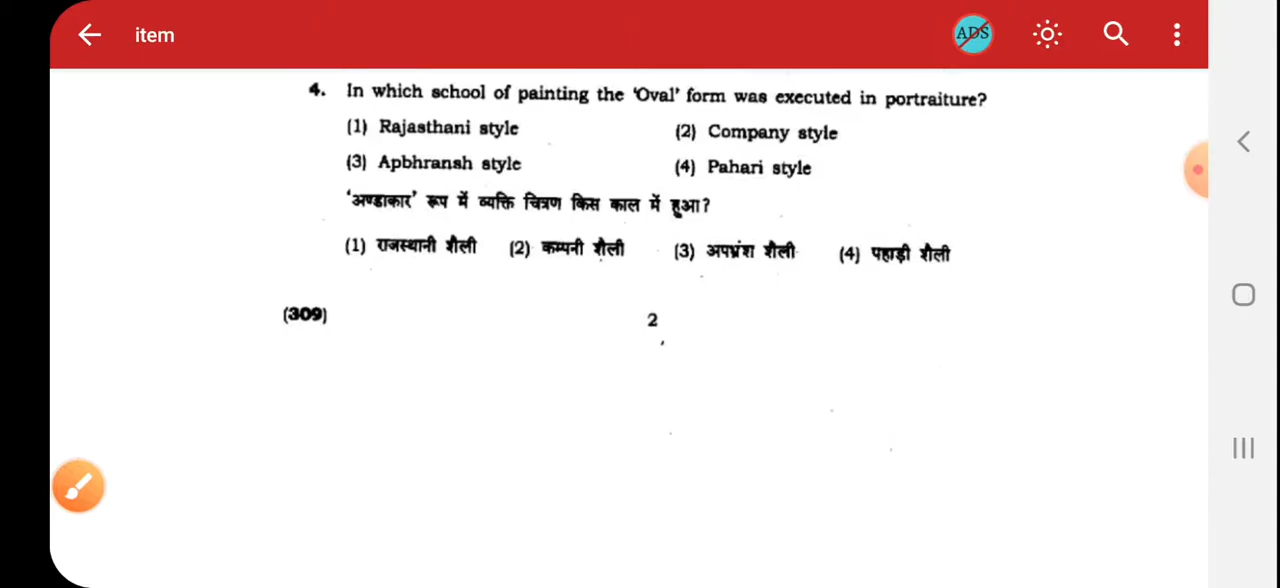 item
ADS
4. In which school of painting the 'Oval' form was executed in portraiture?
(1) Rajasthani style (2) Company style
(3) Apbhransh style (4) Pahari style
'अण्डाकार' रूप में व्यक्ति चित्रण किस काल में हुआ?
(1) राजस्थानी शैली (2) कम्पनी शैली (3) अपभ्रंश शैली (4) पहाड़ी शैली
(309) 2